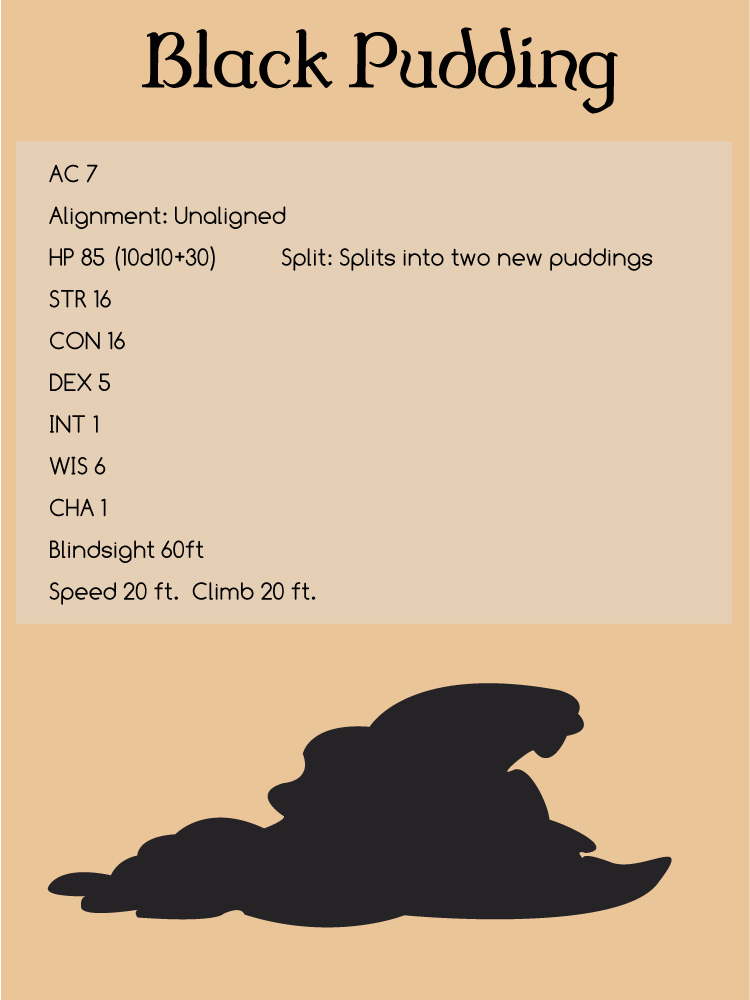 Black Pudding
AC 7
Alignment: Unaligned
HP 85 (10d10+30) Split: Splits into two new puddings
STR 16
CON 16
DEX 5
INT 1
WIS 6
CHA 1
Blindsight 60ft
Speed 20 ft. Climb 20 ft.